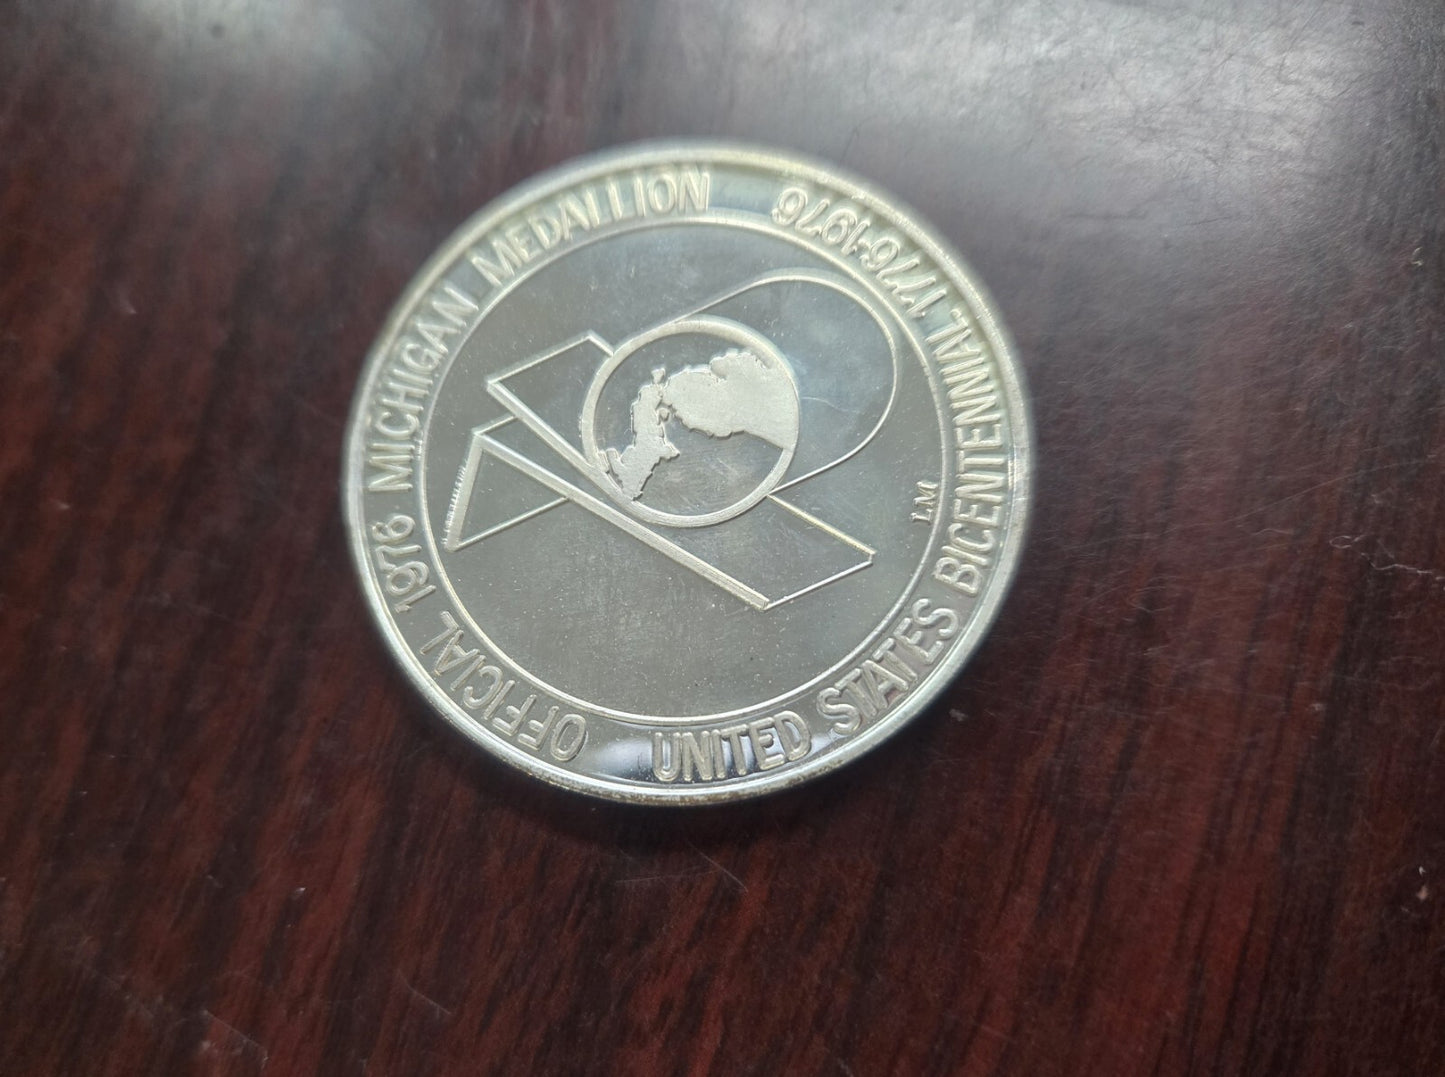 OFFICIAL 1976 MICHIGAN MEDALLION
UNITED STATES BICENTENNIAL 1776-1976
LM